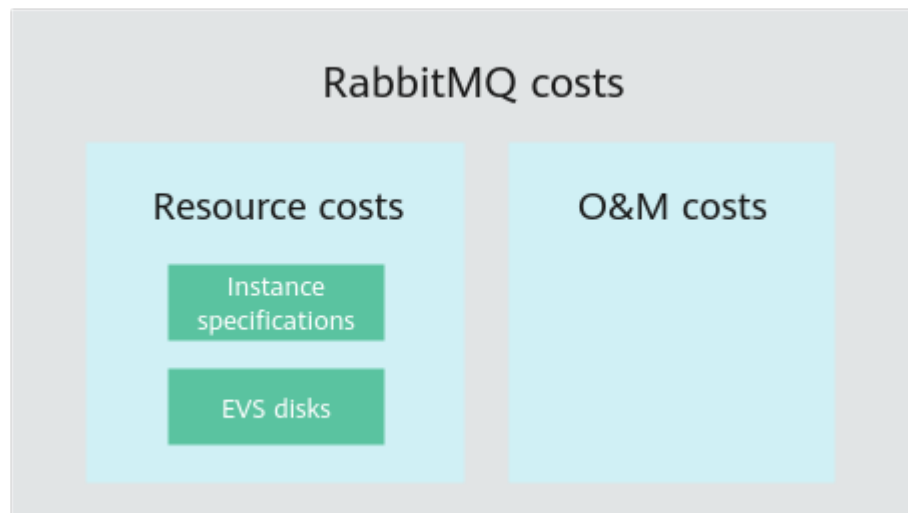 RabbitMQ costs
Resource costs
Instance
specifications
EVS disks
O&M costs